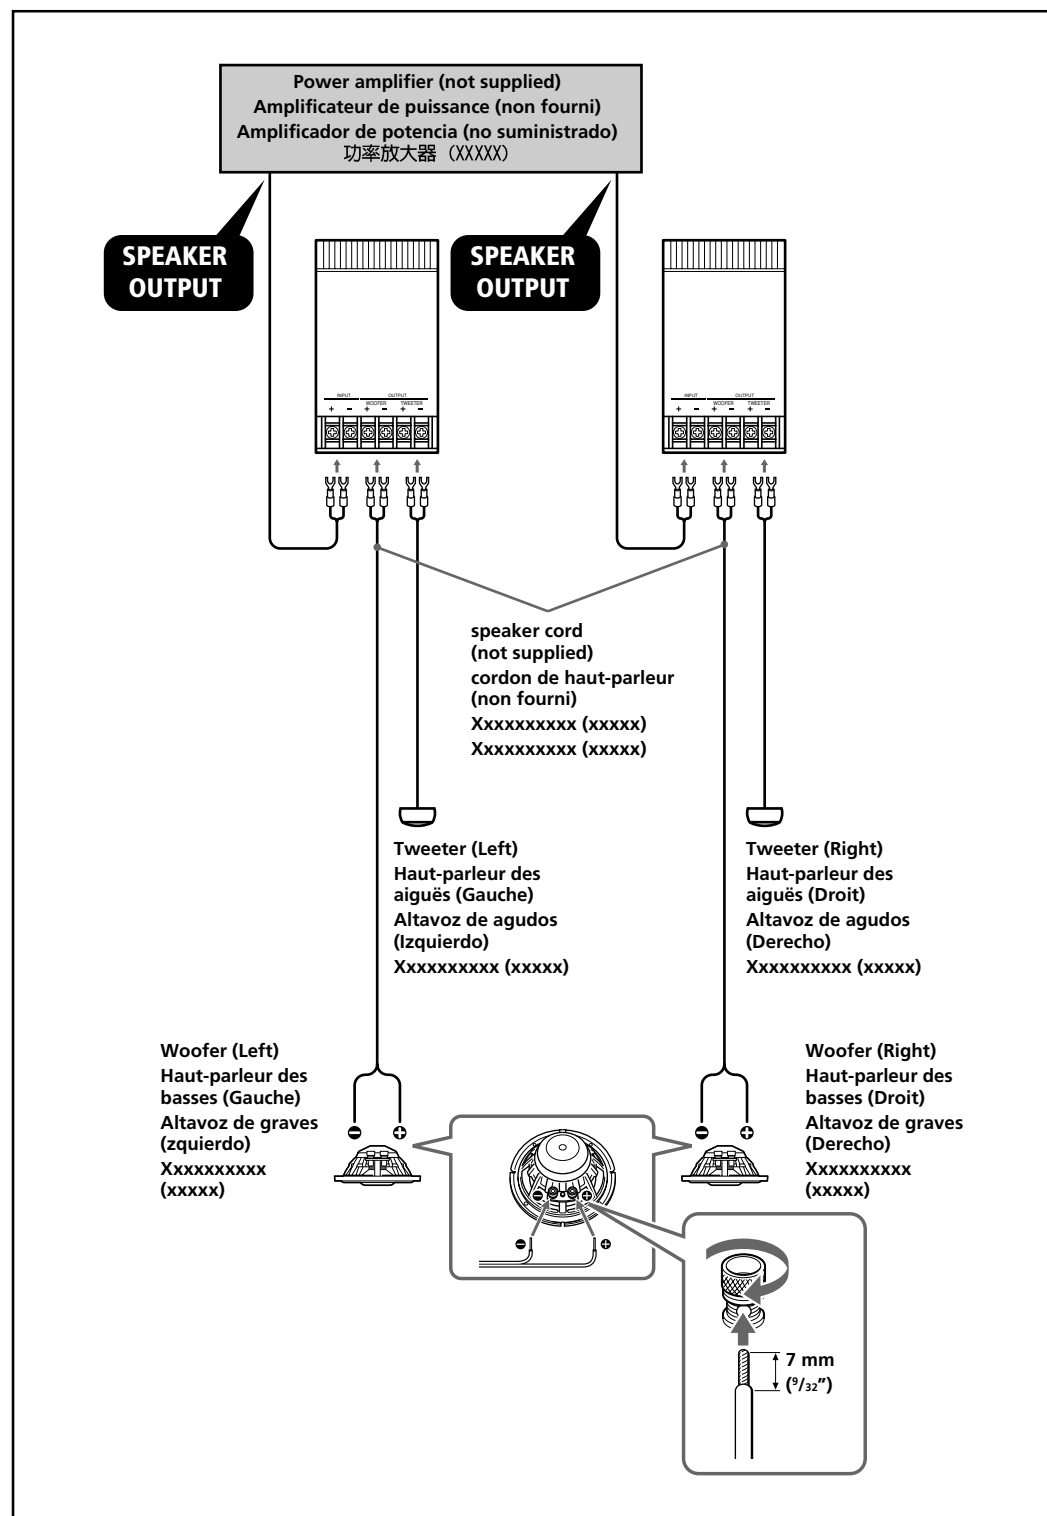 Power amplifier (not supplied)
Amplificateur de puissance (non fourni)
Amplificador de potencia (no suministrado)
功率放大器（XXXXX）
SPEAKER
OUTPUT
SPEAKER
OUTPUT
INPUT OUTPUT
WOOFER TWEETER
+ − + − + −
INPUT OUTPUT
WOOFER TWEETER
+ − + − + −
speaker cord
(not supplied)
cordon de haut-parleur
(non fourni)
Xxxxxxxxxx (xxxxx)
Xxxxxxxxxx (xxxxx)
Tweeter (Left)
Haut-parleur des
aiguës (Gauche)
Altavoz de agudos
(Izquierdo)
Xxxxxxxxxx (xxxxx)
Tweeter (Right)
Haut-parleur des
aiguës (Droit)
Altavoz de agudos
(Derecho)
Xxxxxxxxxx (xxxxx)
Woofer (Left)
Haut-parleur des
basses (Gauche)
Altavoz de graves
(zquierdo)
Xxxxxxxxxx
(xxxxx)
Woofer (Right)
Haut-parleur des
basses (Droit)
Altavoz de graves
(Derecho)
Xxxxxxxxxx
(xxxxx)
7 mm
(9/32")